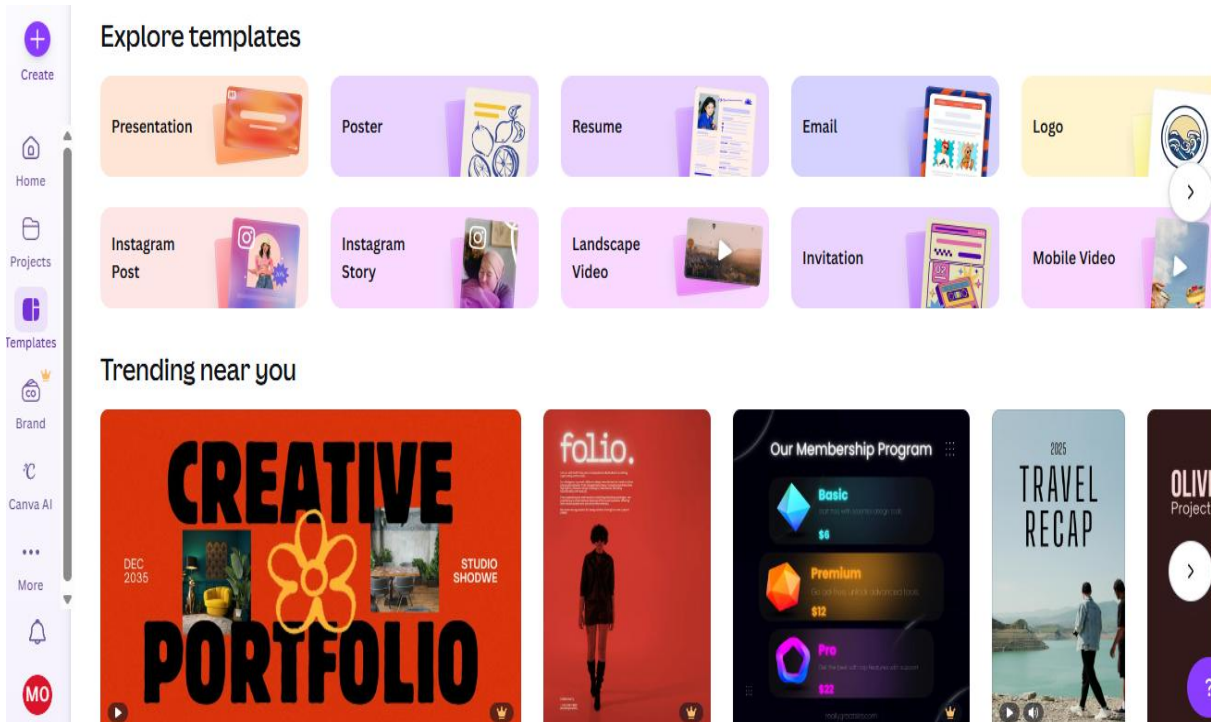 Create
Home
Projects
Templates
Brand
Canva AI
More
MO
Explore templates
Presentation
Poster
Resume
Email
Logo
Instagram
Post
Instagram
Story
Landscape
Video
Invitation
Mobile Video
Trending near you
CREATIVE
DEC
2035
STUDIO
SHODWE
PORTFOLIO
folio.
Our Membership Program
Basic
$6
Premium
$12
Pro
$22
2025
TRAVEL
RECAP
OLIV
Project
?